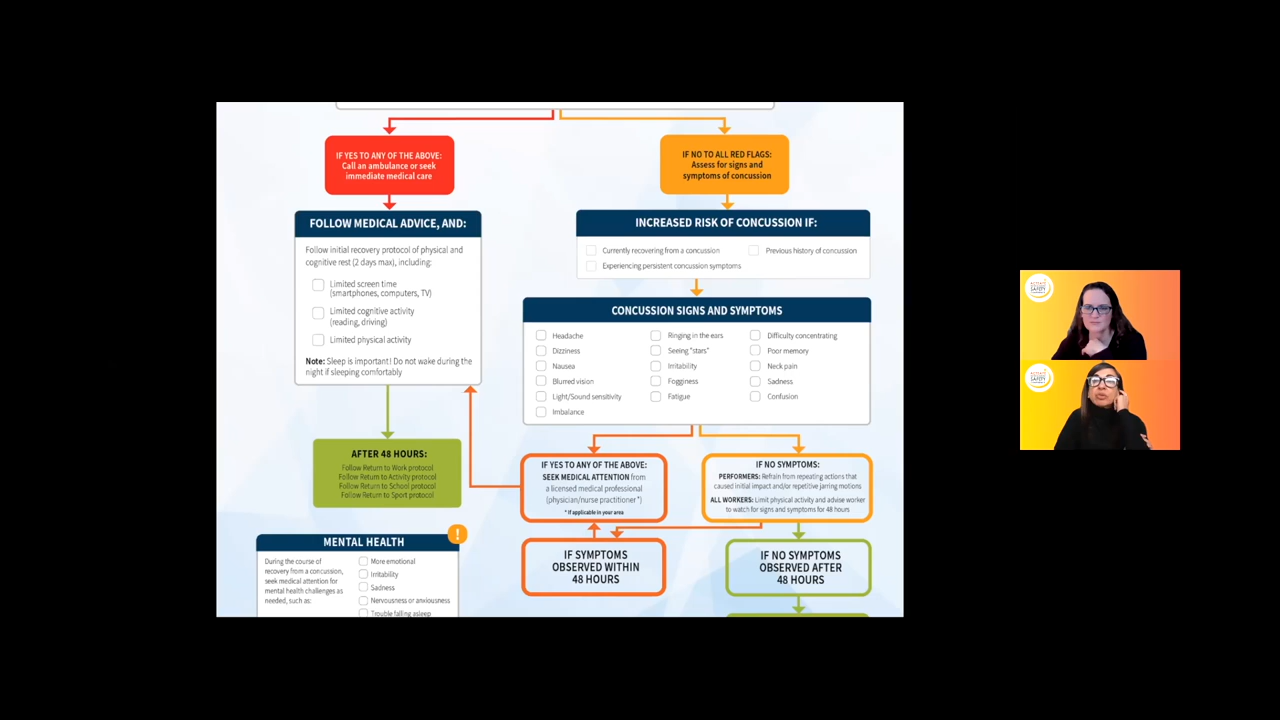 IF YES TO ANY OF THE ABOVE:
Call an ambulance or seek
immediate medical care
IF NO TO ALL RED FLAGS:
Assess for signs and
symptoms of concussion
FOLLOW MEDICAL ADVICE, AND:
Follow initial recovery protocol of physical and
cognitive rest (2 days max), including:
Limited screen time
(smartphones, computers, TV)
Limited cognitive activity
(reading, driving)
Limited physical activity
Note: Sleep is important! Do not wake during the
night if sleeping comfortably
INCREASED RISK OF CONCUSSION IF:
Currently recovering from a concussion
Previous history of concussion
Experiencing persistent concussion symptoms
CONCUSSION SIGNS AND SYMPTOMS
Headache
Dizziness
Nausea
Blurred vision
Light/Sound sensitivity
Imbalance
Ringing in the ears
Seeing "stars"
Irritability
Fogginess
Fatigue
Difficulty concentrating
Poor memory
Neck pain
Sadness
Confusion
AFTER 48 HOURS:
Follow Return to Work protocol
Follow Return to Activity protocol
Follow Return to School protocol
Follow Return to Sport protocol
IF YES TO ANY OF THE ABOVE:
SEEK MEDICAL ATTENTION from
a licensed medical professional
(physician/nurse practitioner*)
* If applicable in your area
IF NO SYMPTOMS:
PERFORMERS: Refrain from repeating actions that
caused initial impact and/or repetitive jarring motions
ALL WORKERS: Limit physical activity and advise worker
to watch for signs and symptoms for 48 hours
IF SYMPTOMS
OBSERVED WITHIN
48 HOURS
IF NO SYMPTOMS
OBSERVED AFTER
48 HOURS
!
MENTAL HEALTH
During the course of
recovery from a concussion,
seek medical attention for
mental health challenges as
needed, such as:
More emotional
Irritability
Sadness
Nervousness or anxiousness
Trouble falling asleep